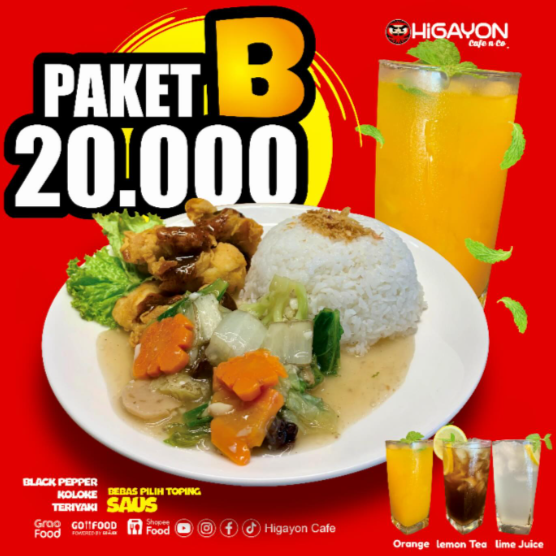 HiGAYON
Cafe n Co
PAKET B
20.000
BLACK PEPPER
KOLOKE
TERIYAKI
BEBAS PILIH TOPING
SAUS
Grab
Food
GOFOOD
Shopee
Food
Higayon Cafe
Orange
lemon Tea
lime Juice